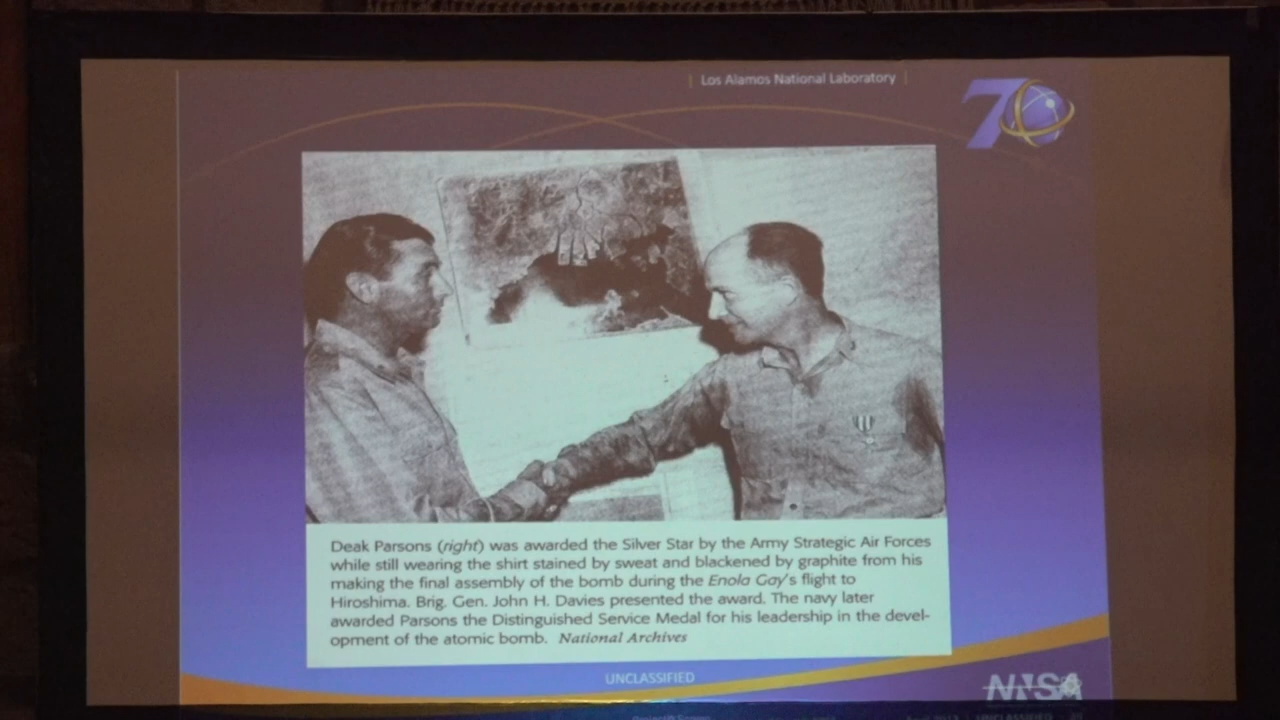 Los Alamos National Laboratory
70
Deak Parsons (right) was awarded the Silver Star by the Army Strategic Air Forces
while still wearing the shirt stained by sweat and blackened by graphite from his
making the final assembly of the bomb during the Enola Gay's flight to
Hiroshima. Brig. Gen. John H. Davies presented the award. The navy later
awarded Parsons the Distinguished Service Medal for his leadership in the devel-
opment of the atomic bomb. National Archives
UNCLASSIFIED
NNSA
UNCLASSIFIED